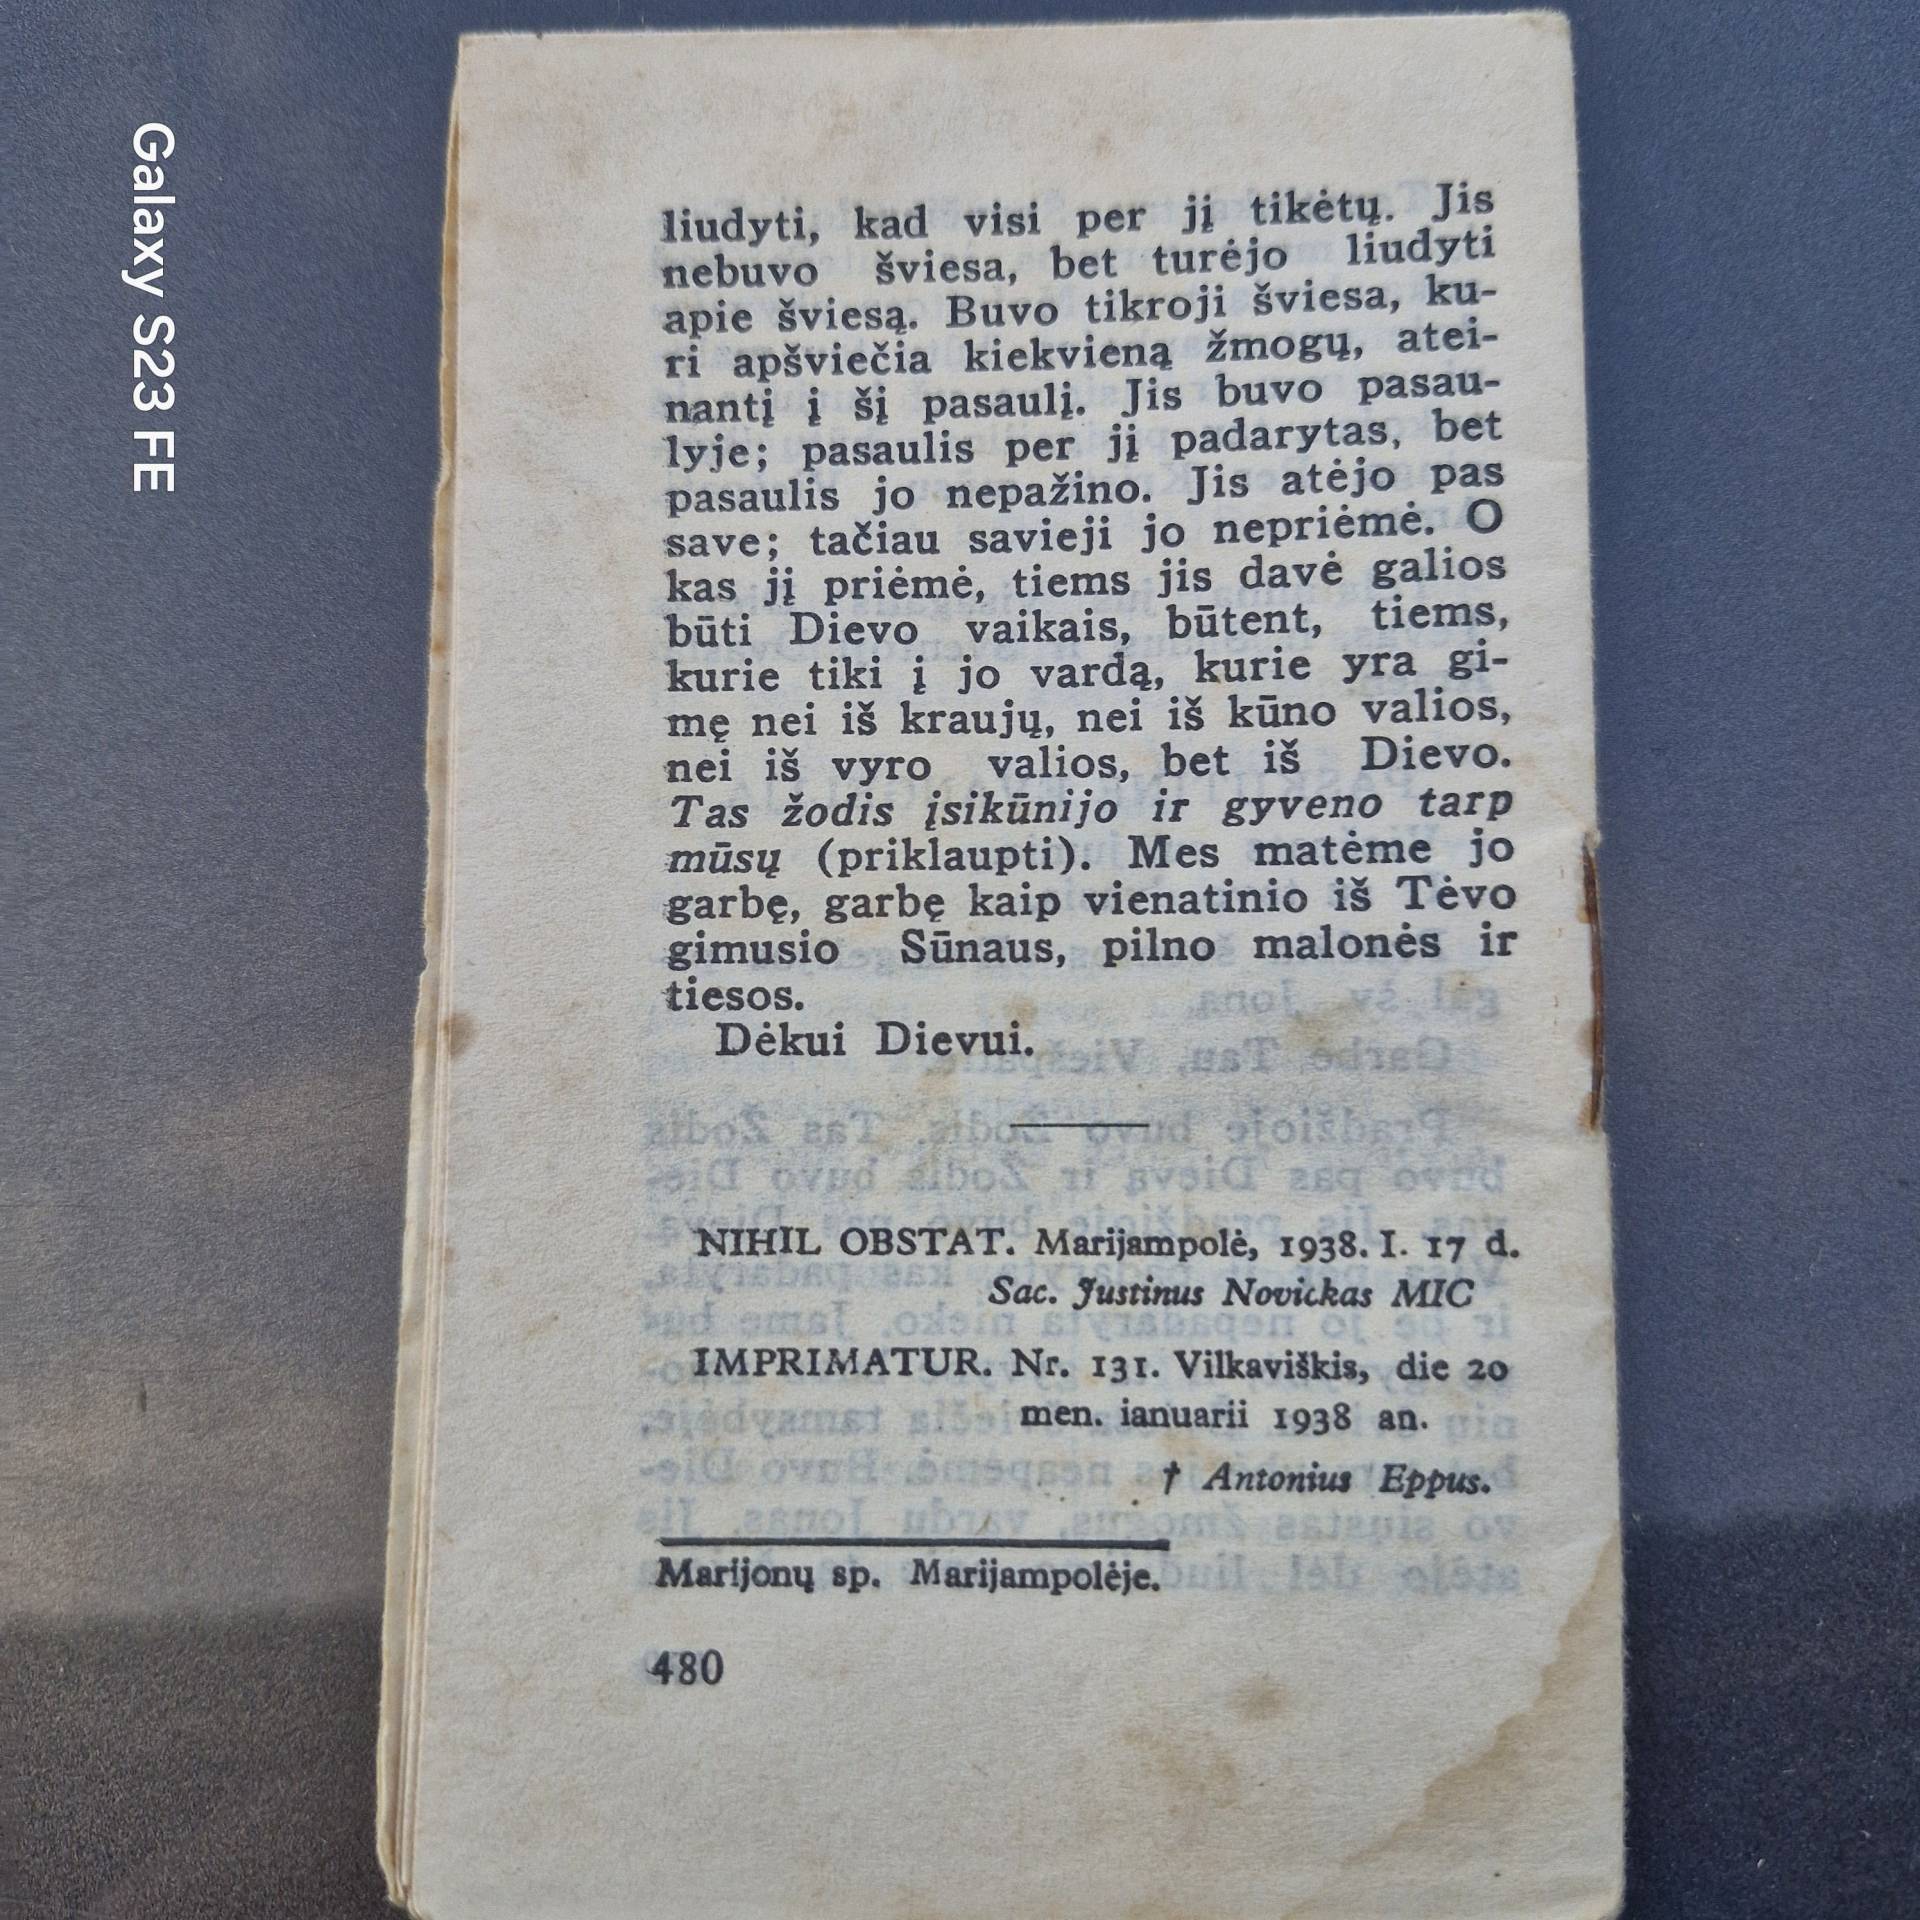 liudyti, kad visi per jį tikėtų. Jis
nebuvo šviesa, bet turėjo liudyti
apie šviesą. Buvo tikroji šviesa, ku-
ri apšviečia kiekvieną žmogų, atei-
nantį į šį pasaulį. Jis buvo pasau-
lyje; pasaulis per jį padarytas, bet
pasaulis jo nepažino. Jis atėjo pas
save; tačiau savieji jo nepriėmė. O
kas jį priėmė, tiems jis davė galios
būti Dievo vaikais, būtent, tiems,
kurie tiki į jo vardą, kurie yra gi-
mę nei iš kraujų, nei iš kūno valios,
nei iš vyro valios, bet iš Dievo.
Tas žodis įsikūnijo ir gyveno tarp
mūsų (priklaupti). Mes matėme jo
garbę, garbę kaip vienatinio iš Tėvo
gimusio Sūnaus, pilno malonės ir
tiesos.
Dėkui Dievui.
NIHIL OBSTAT. Marijampolė, 1938. I. 17 d.
Sac. Justinus Novickas MIC
IMPRIMATUR. Nr. 131. Vilkaviškis, die 20
men. ianuarii 1938 an.
† Antonius Eppus.
Marijonų sp. Marijampolėje.
480
Galaxy S23 FE